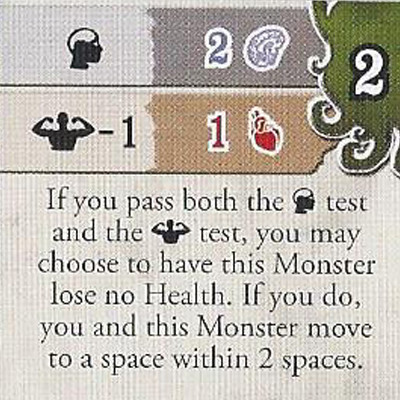 2
2
-1 1
If you pass both the test
and the test, you may
choose to have this Monster
lose no Health. If you do,
you and this Monster move
to a space within 2 spaces.